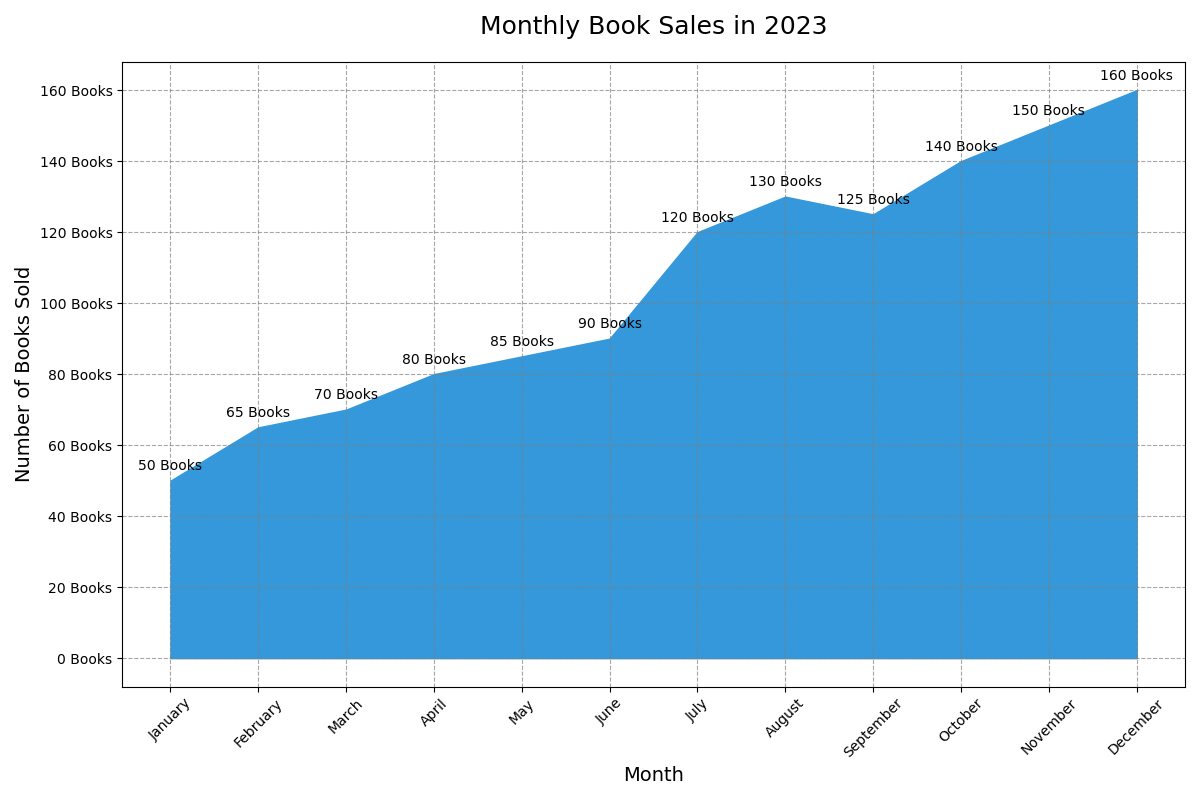 Monthly Book Sales in 2023
Number of Books Sold
160 Books
140 Books
120 Books
100 Books
80 Books
60 Books
40 Books
20 Books
0 Books
50 Books
65 Books
70 Books
80 Books
85 Books
90 Books
120 Books
130 Books
125 Books
140 Books
150 Books
160 Books
January
February
March
April
May
June
July
August
September
October
November
December
Month